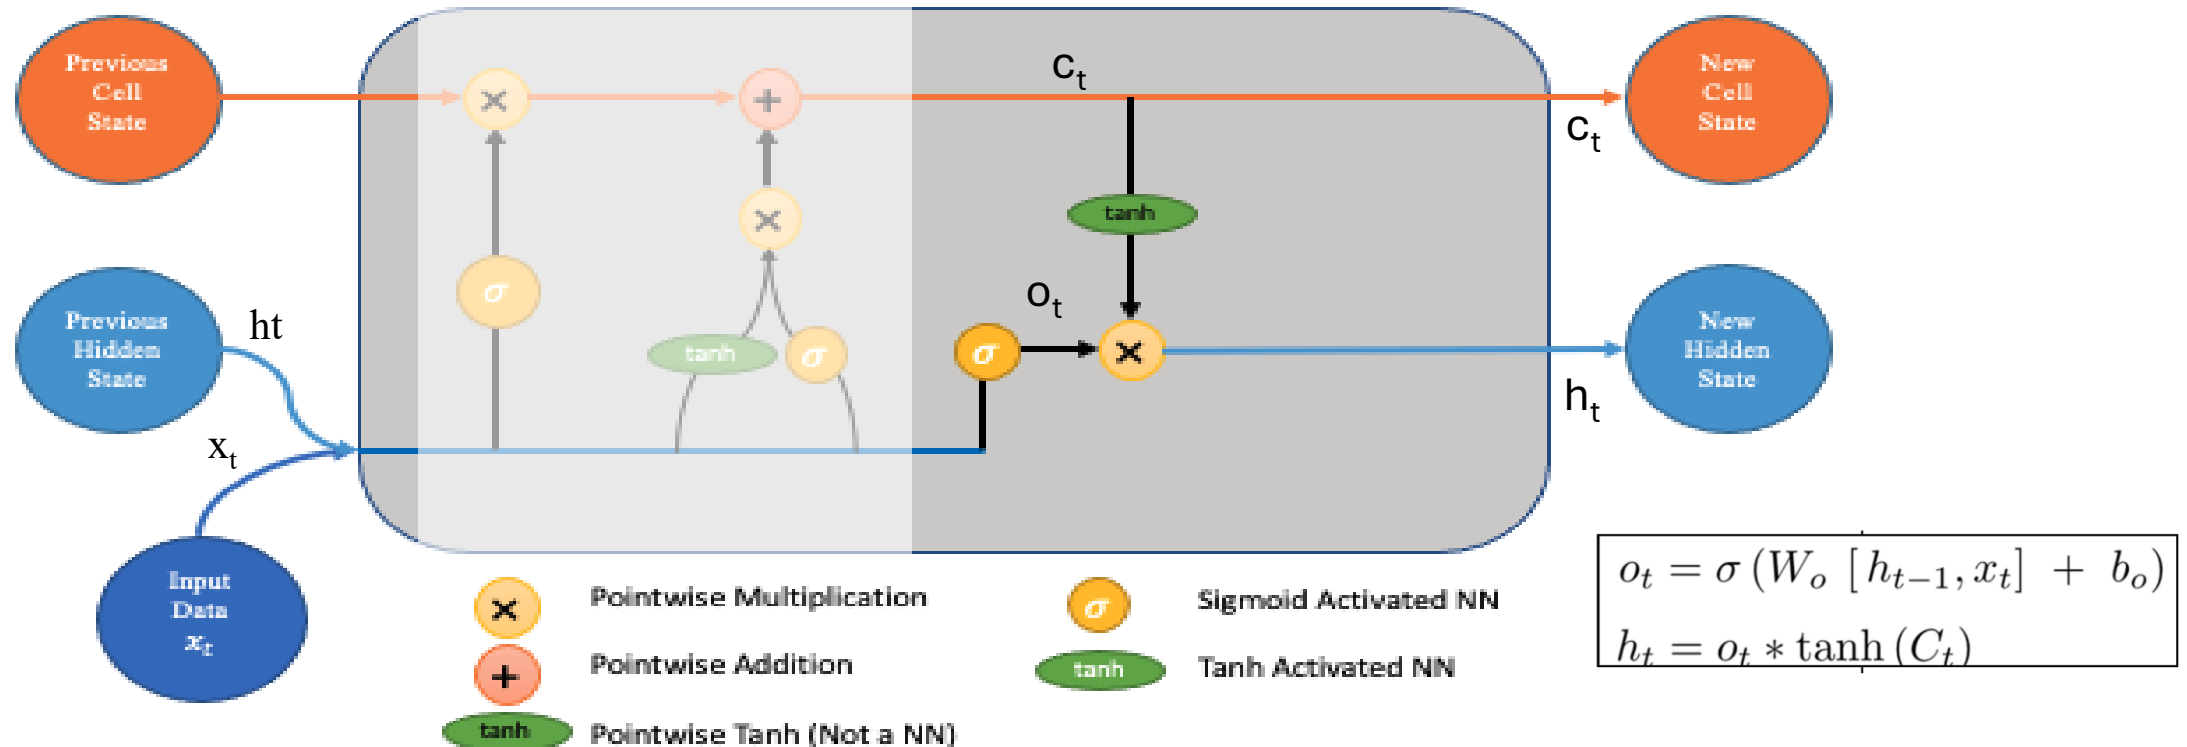 Previous
Cell
State
×
+
c_t
New
Cell
State
c_t
tanh
×
σ
o_t
Previous
Hidden
State
ht
tanh
σ
σ
×
New
Hidden
State
h_t
x_t
Input
Data
x_t
× Pointwise Multiplication
+ Pointwise Addition
tanh Pointwise Tanh (Not a NN)
σ Sigmoid Activated NN
tanh Tanh Activated NN
o_t = σ (W_o [h_{t−1}, x_t] + b_o)
h_t = o_t * tanh (C_t)